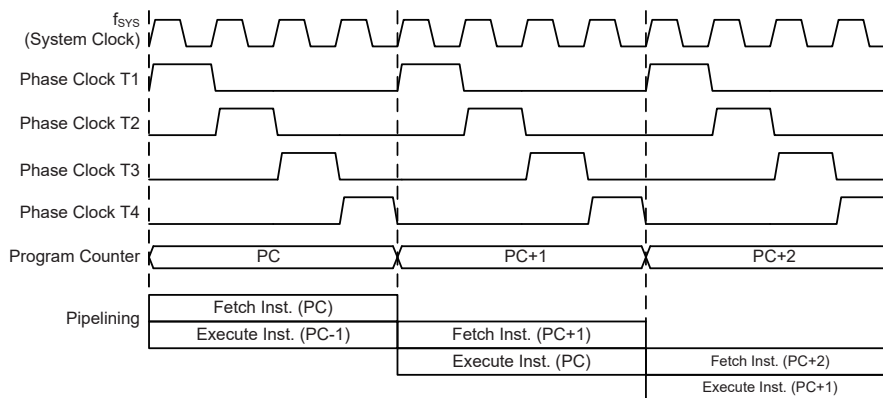 fSYS
(System Clock)
Phase Clock T1
Phase Clock T2
Phase Clock T3
Phase Clock T4
Program Counter
PC
PC+1
PC+2
Pipelining
Fetch Inst. (PC)
Execute Inst. (PC-1)
Fetch Inst. (PC+1)
Execute Inst. (PC)
Fetch Inst. (PC+2)
Execute Inst. (PC+1)